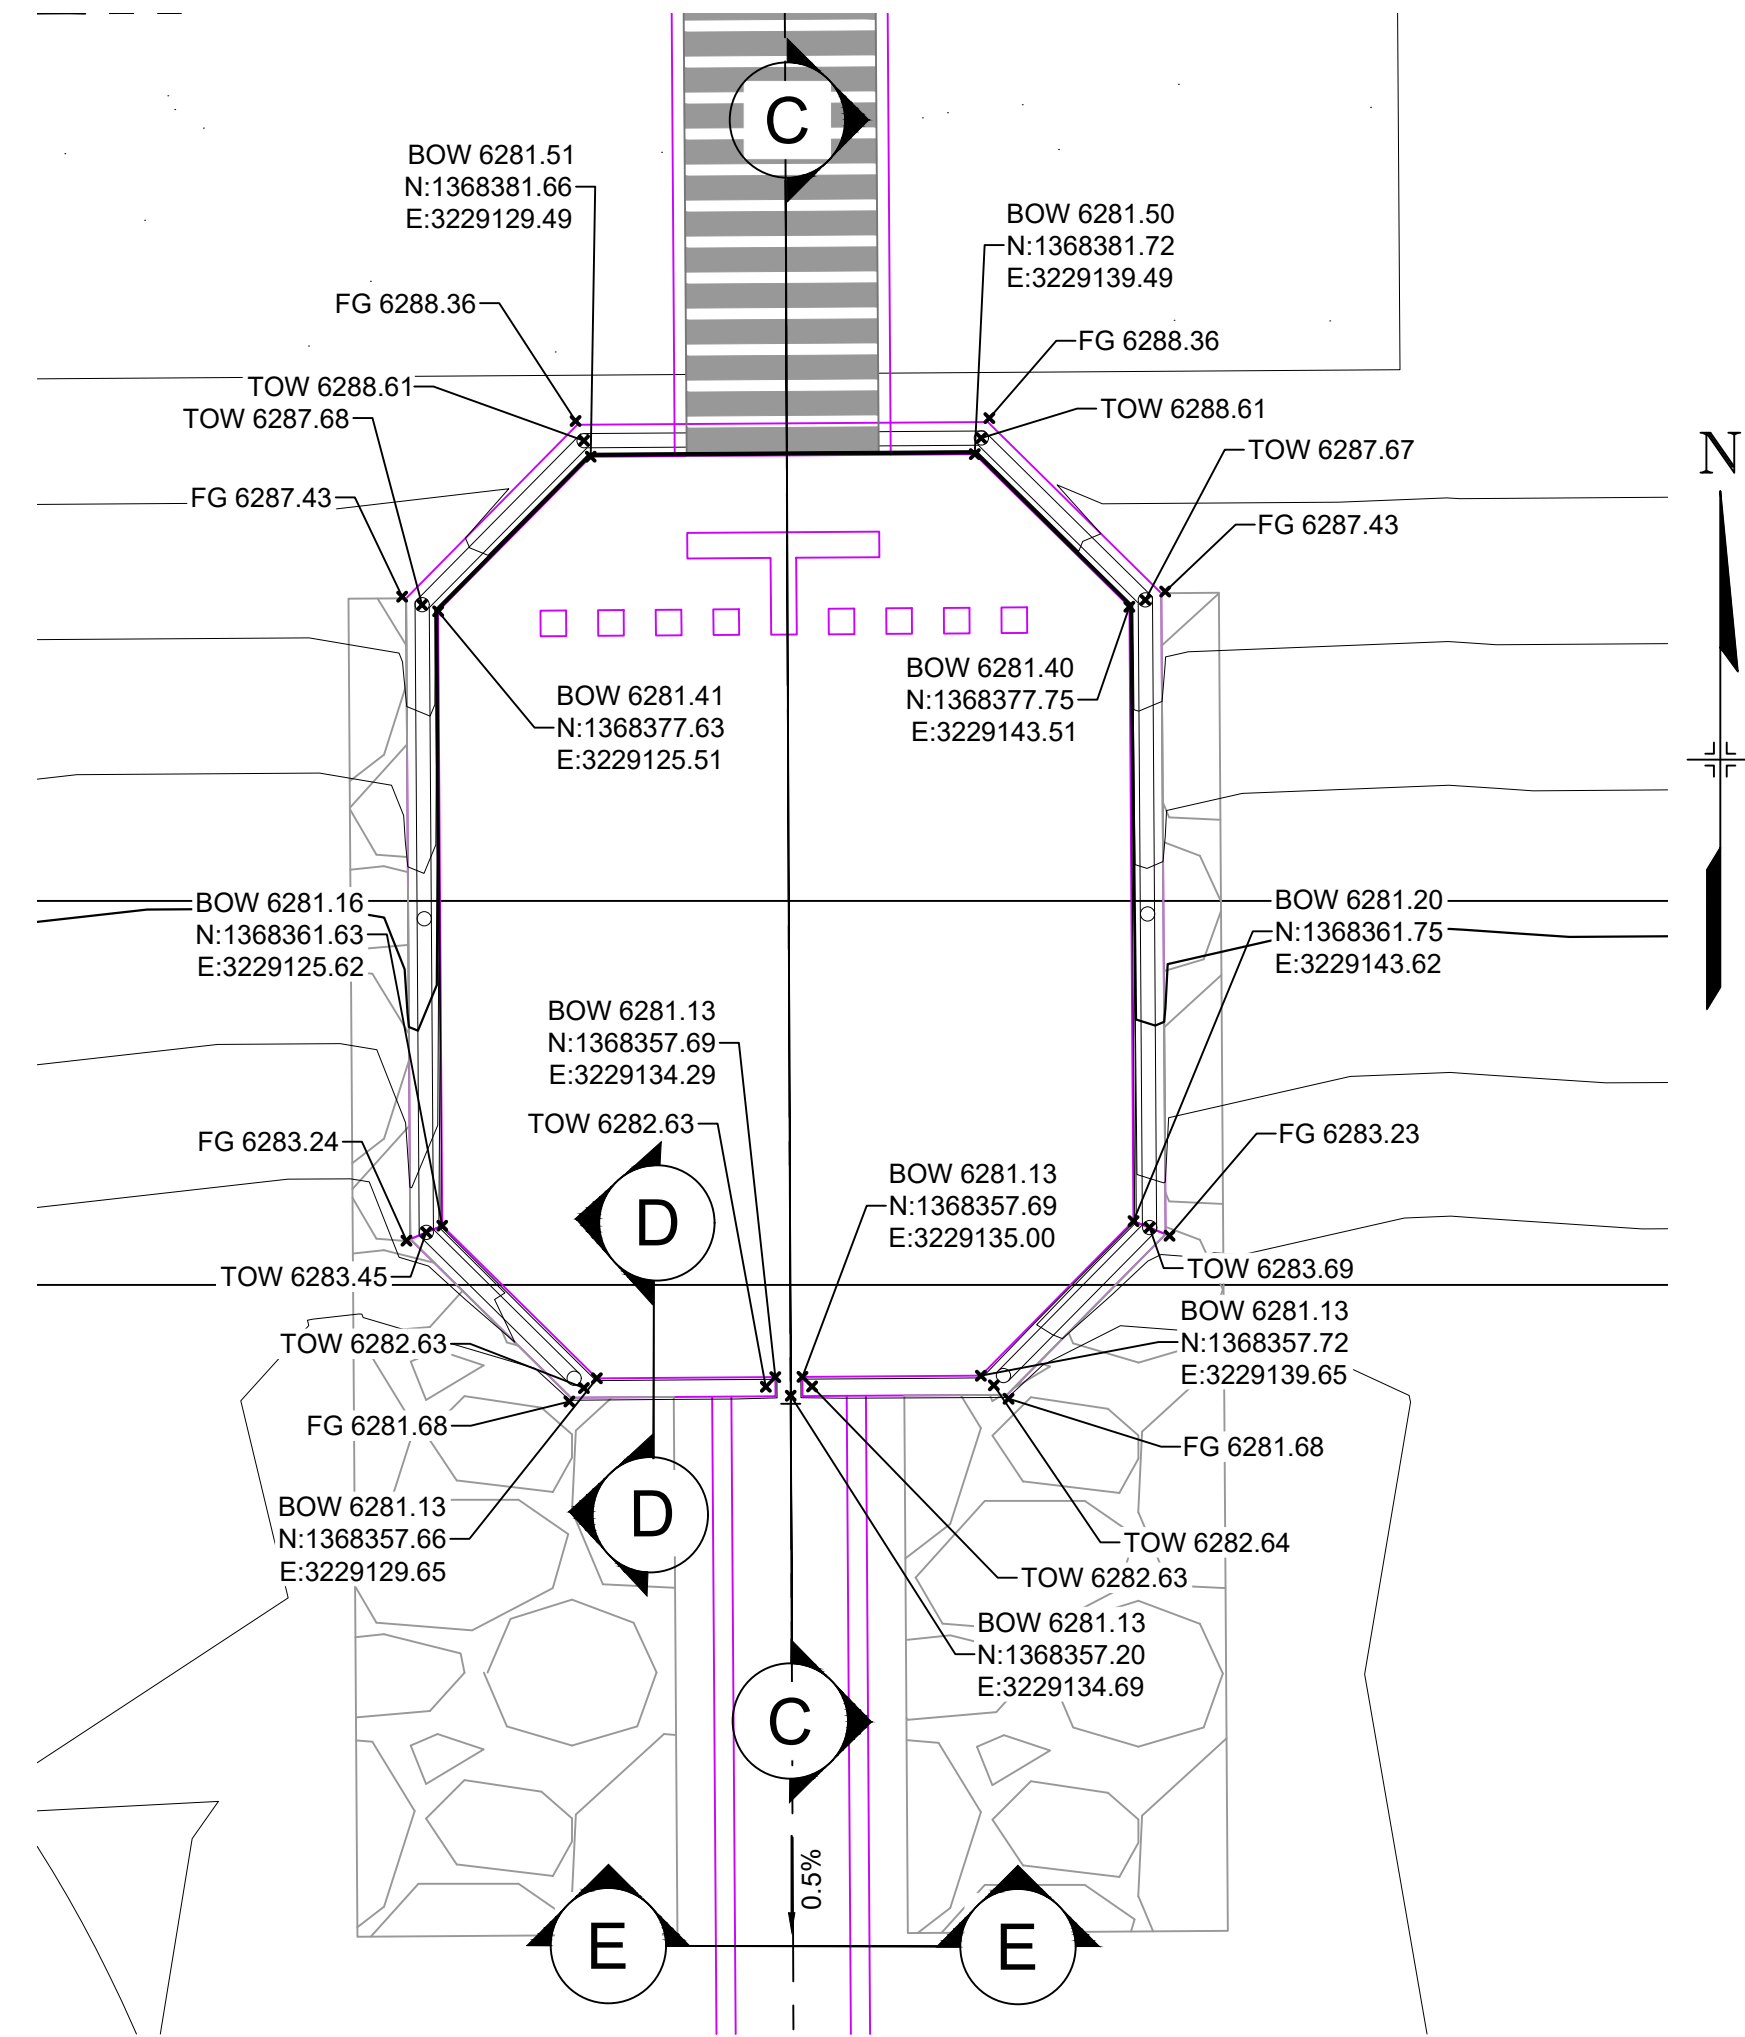 C
BOW 6281.51
N:1368381.66
E:3229129.49
BOW 6281.50
N:1368381.72
E:3229139.49
FG 6288.36
FG 6288.36
TOW 6288.61
TOW 6287.68
TOW 6288.61
TOW 6287.67
N
FG 6287.43
FG 6287.43
BOW 6281.41
N:1368377.63
E:3229125.51
BOW 6281.40
N:1368377.75
E:3229143.51
BOW 6281.16
N:1368361.63
E:3229125.62
BOW 6281.20
N:1368361.75
E:3229143.62
BOW 6281.13
N:1368357.69
E:3229134.29
TOW 6282.63
FG 6283.24
FG 6283.23
D
BOW 6281.13
N:1368357.69
E:3229135.00
TOW 6283.45
TOW 6283.69
TOW 6282.63
BOW 6281.13
N:1368357.72
E:3229139.65
FG 6281.68
FG 6281.68
BOW 6281.13
N:1368357.66
E:3229129.65
D
TOW 6282.64
TOW 6282.63
BOW 6281.13
N:1368357.20
E:3229134.69
C
0.5%
E
E